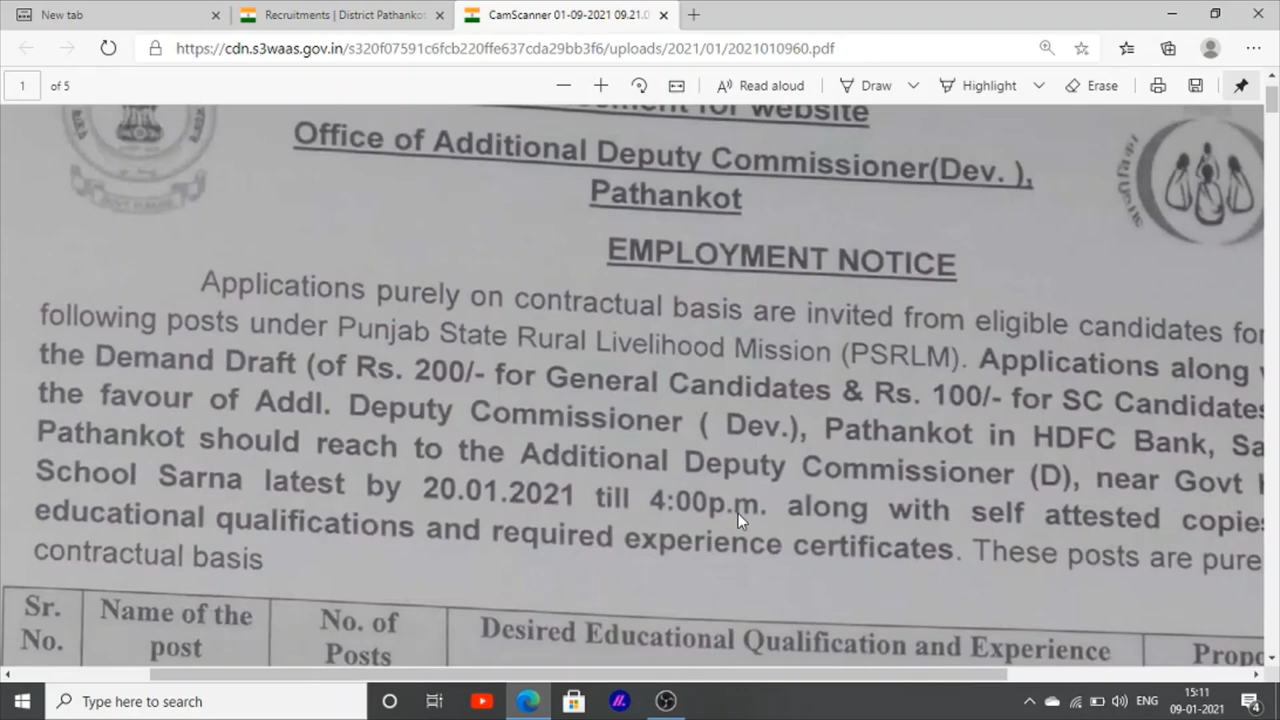 New tab
Recruitments | District Pathankot
CamScanner 01-09-2021 09.21.0
https://cdn.s3waas.gov.in/s320f07591c6fcb220ffe637cda29bb3f6/uploads/2021/01/2021010960.pdf
1 of 5
Read aloud
Draw
Highlight
Erase
for website
Office of Additional Deputy Commissioner(Dev. ),
Pathankot
EMPLOYMENT NOTICE
Applications purely on contractual basis are invited from eligible candidates for
following posts under Punjab State Rural Livelihood Mission (PSRLM). Applications along
the Demand Draft (of Rs. 200/- for General Candidates & Rs. 100/- for SC Candidates
the favour of Addl. Deputy Commissioner ( Dev.), Pathankot in HDFC Bank, Sa
Pathankot should reach to the Additional Deputy Commissioner (D), near Govt
School Sarna latest by 20.01.2021 till 4:00p.m. along with self attested copies
educational qualifications and required experience certificates. These posts are pure
contractual basis
Sr. No.
Name of the post
No. of Posts
Desired Educational Qualification and Experience
Propo
Type here to search
ENG
15:11
09-01-2021
4